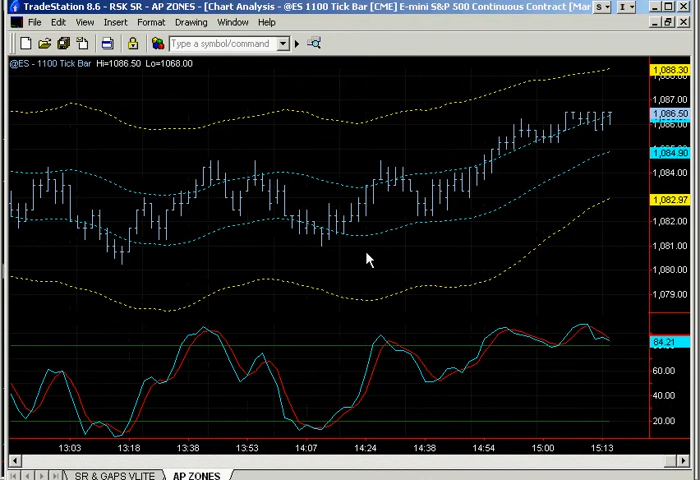 TradeStation 8.6 - RSK SR - AP ZONES - [Chart Analysis - @ES 1100 Tick Bar [CME] E-mini S&P 500 Continuous Contract [Mar
S
I
File Edit View Insert Format Drawing Window Help
Type a symbol/command
@ES - 1100 Tick Bar Hi=1086.50 Lo=1068.00
1,088.30
1,087.00
1,086.50
1,086.00
1,084.90
1,084.00
1,082.97
1,082.00
1,081.00
1,080.00
1,079.00
84.21
60.00
40.00
20.00
13:03 13:18 13:38 13:53 14:07 14:24 14:38 14:54 15:00 15:13
SR & GAPS VLITE AP ZONES